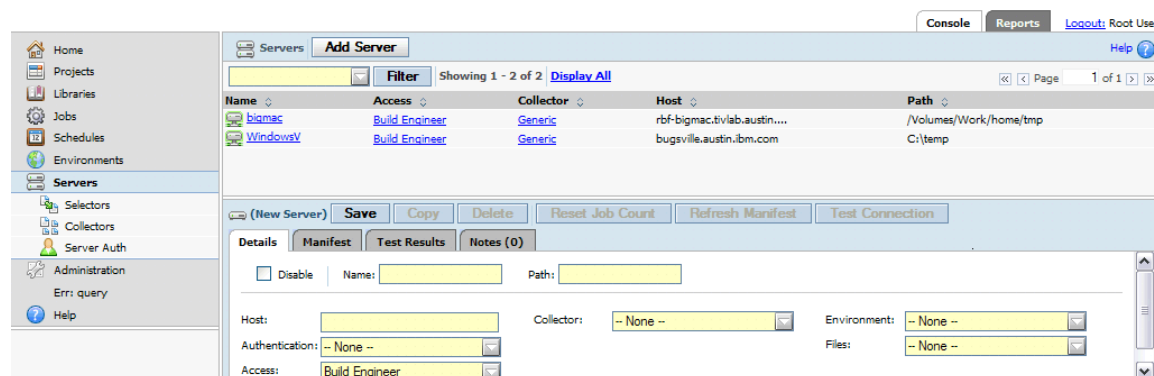 Console Reports Logout: Root Use
Home
Projects
Libraries
Jobs
12 Schedules
Environments
Servers
Selectors
Collectors
Server Auth
Administration
Err: query
? Help
Servers Add Server Help ?
Filter Showing 1 - 2 of 2 Display All Page 1 of 1
Name Access Collector Host Path
bigmac Build Engineer Generic rbf-bigmac.tivlab.austin.... /Volumes/Work/home/tmp
WindowsV Build Engineer Generic bugsville.austin.ibm.com C:\temp
(New Server) Save Copy Delete Reset Job Count Refresh Manifest Test Connection
Details Manifest Test Results Notes (0)
Disable Name: Path:
Host: Collector: -- None -- Environment: -- None --
Authentication: -- None -- Files: -- None --
Access: Build Engineer